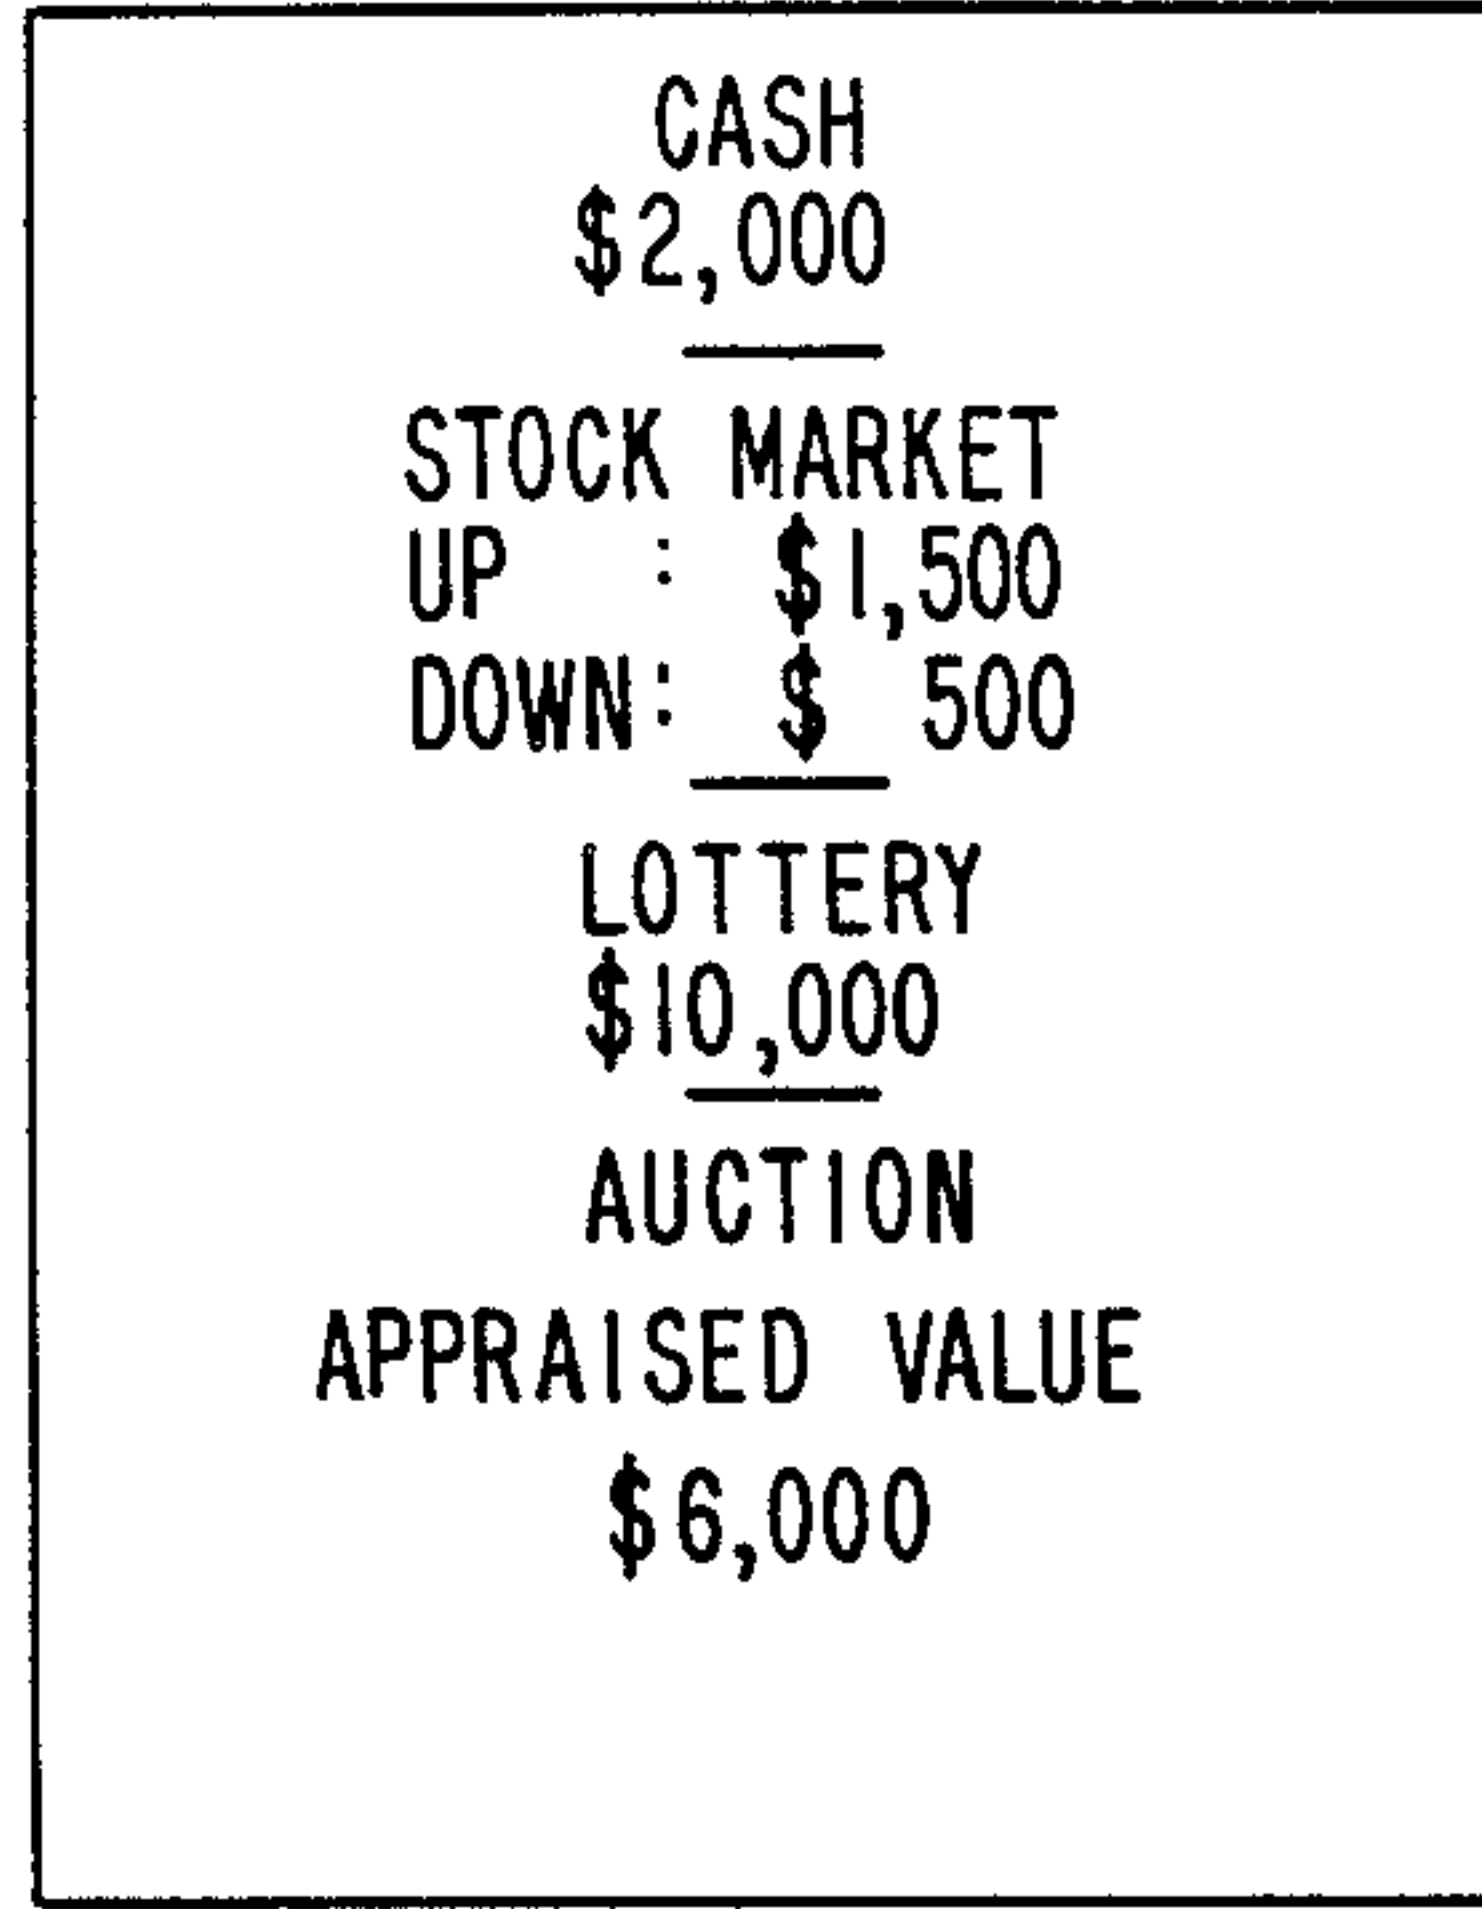 CASH
$2,000
STOCK MARKET
UP : $1,500
DOWN: $ 500
LOTTERY
$10,000
AUCTION
APPRAISED VALUE
$6,000